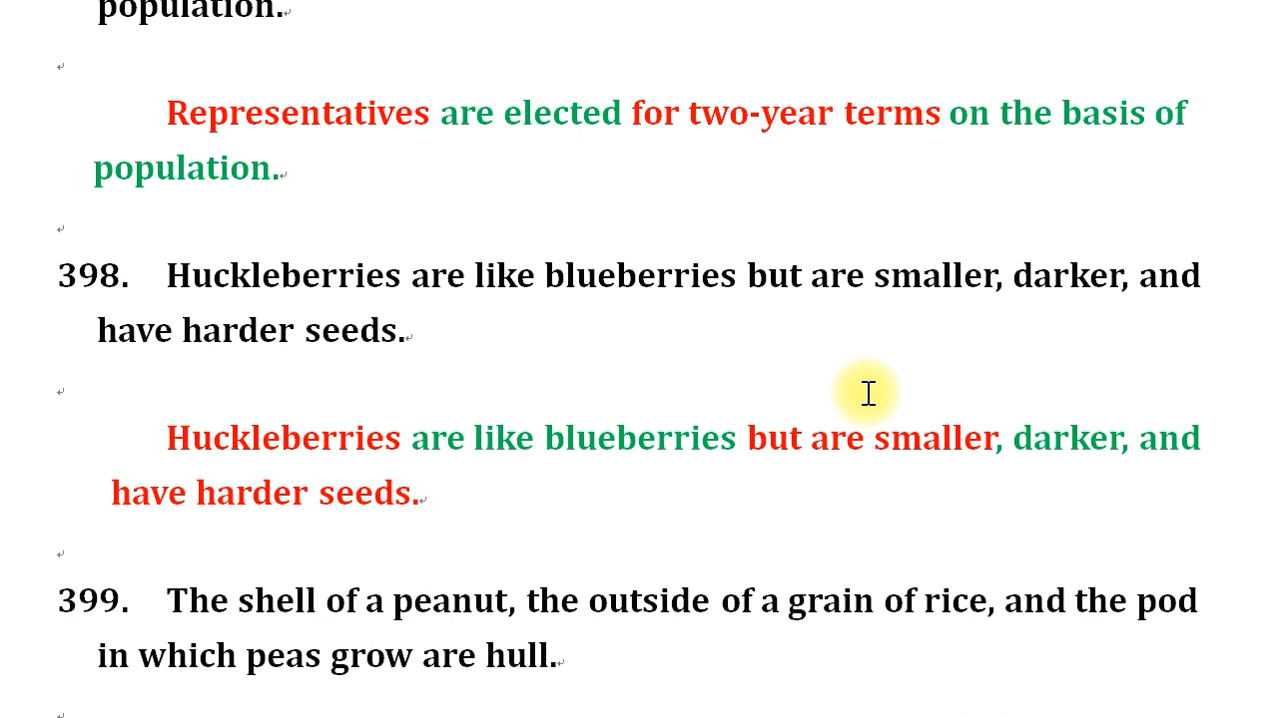 population.
Representatives are elected for two-year terms on the basis of
population.
398. Huckleberries are like blueberries but are smaller, darker, and
have harder seeds.
Huckleberries are like blueberries but are smaller, darker, and
have harder seeds.
399. The shell of a peanut, the outside of a grain of rice, and the pod
in which peas grow are hull.